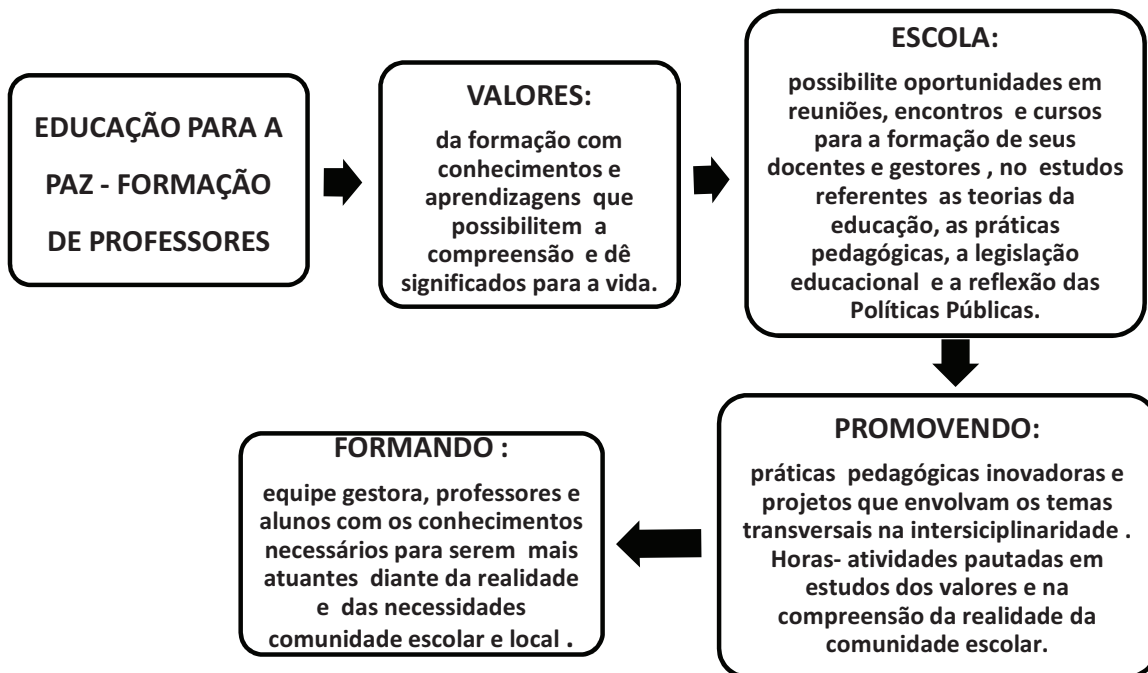 EDUCAÇÃO PARA A
PAZ - FORMAÇÃO
DE PROFESSORES
VALORES:
da formação com
conhecimentos e
aprendizagens que
possibilitem a
compreensão e dê
significados para a vida.
ESCOLA:
possibilite oportunidades em
reuniões, encontros e cursos
para a formação de seus
docentes e gestores , no estudos
referentes as teorias da
educação, as práticas
pedagógicas, a legislação
educacional e a reflexão das
Políticas Públicas.
PROMOVENDO:
práticas pedagógicas inovadoras e
projetos que envolvam os temas
transversais na intersiciplinaridade .
Horas- atividades pautadas em
estudos dos valores e na
compreensão da realidade da
comunidade escolar.
FORMANDO :
equipe gestora, professores e
alunos com os conhecimentos
necessários para serem mais
atuantes diante da realidade
e das necessidades
comunidade escolar e local .